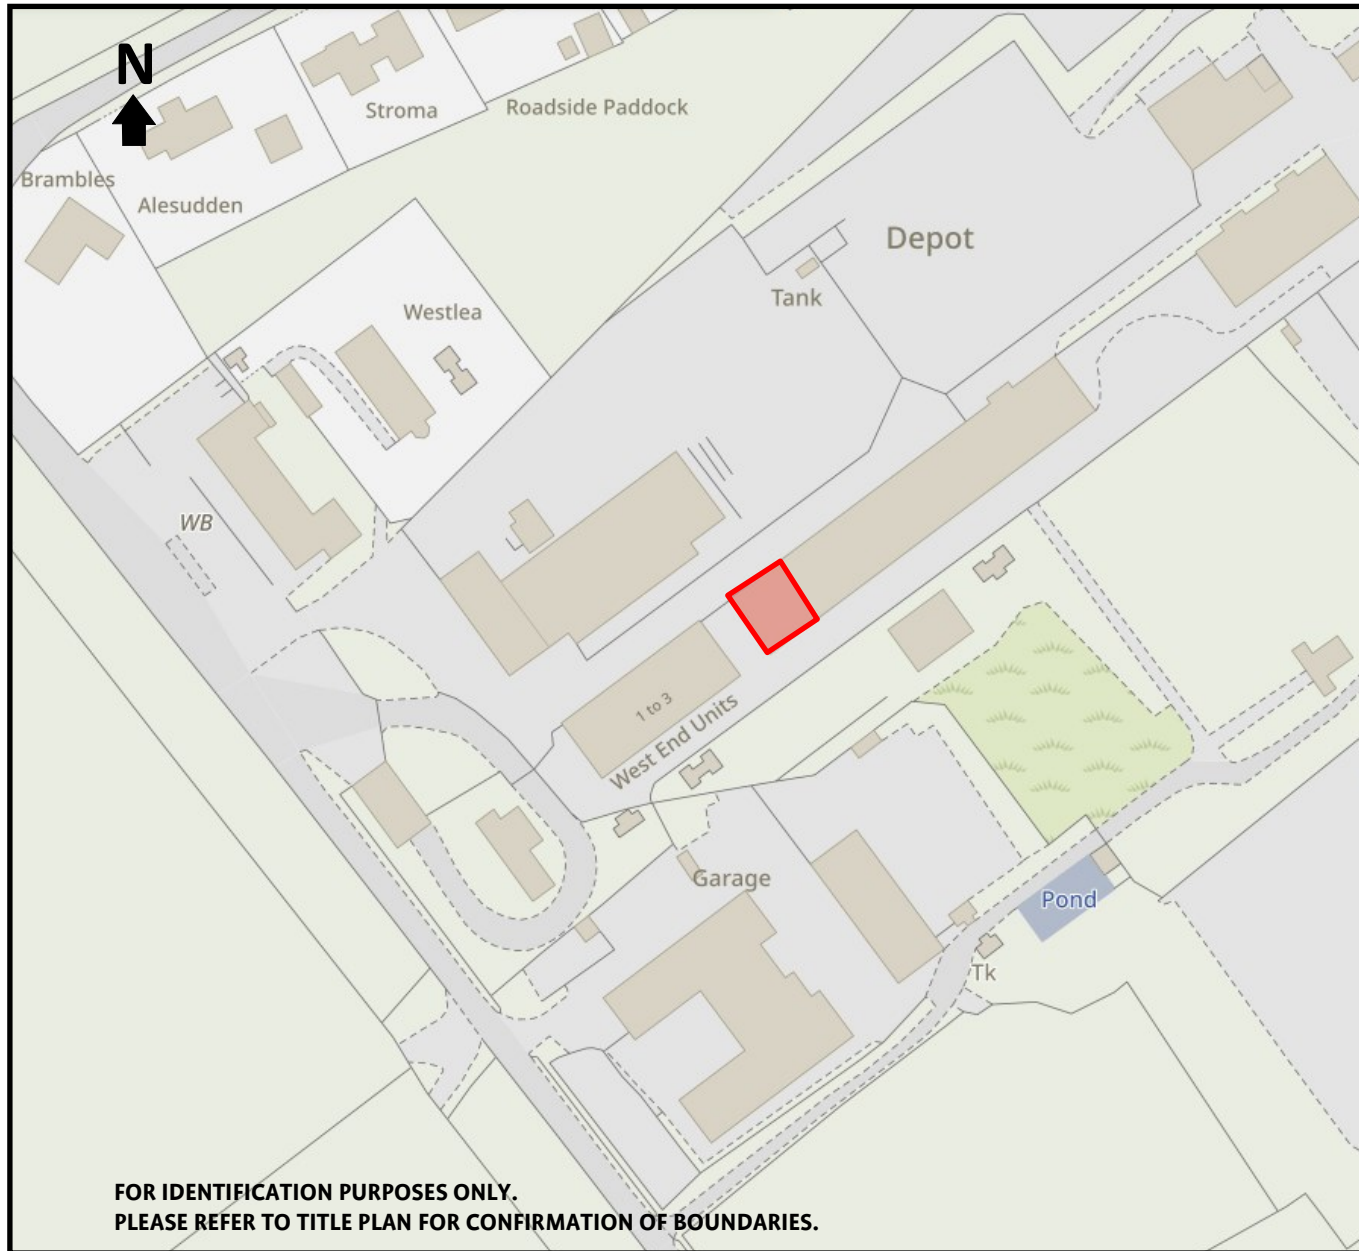 N
Stroma
Roadside Paddock
Brambles
Alesudden
Depot
Tank
Westlea
WB
1 to 3
West End Units
Garage
Pond
Tk
FOR IDENTIFICATION PURPOSES ONLY.
PLEASE REFER TO TITLE PLAN FOR CONFIRMATION OF BOUNDARIES.